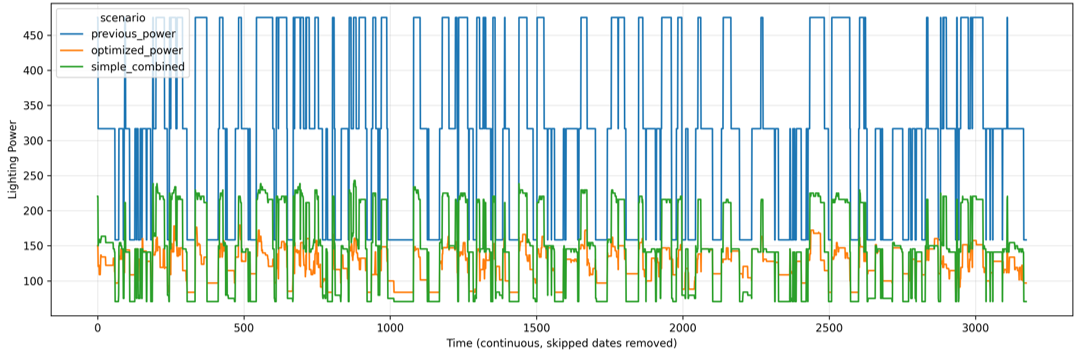 scenario
previous_power
optimized_power
simple_combined
Lighting Power
450
400
350
300
250
200
150
100
0
500
1000
1500
2000
2500
3000
Time (continuous, skipped dates removed)